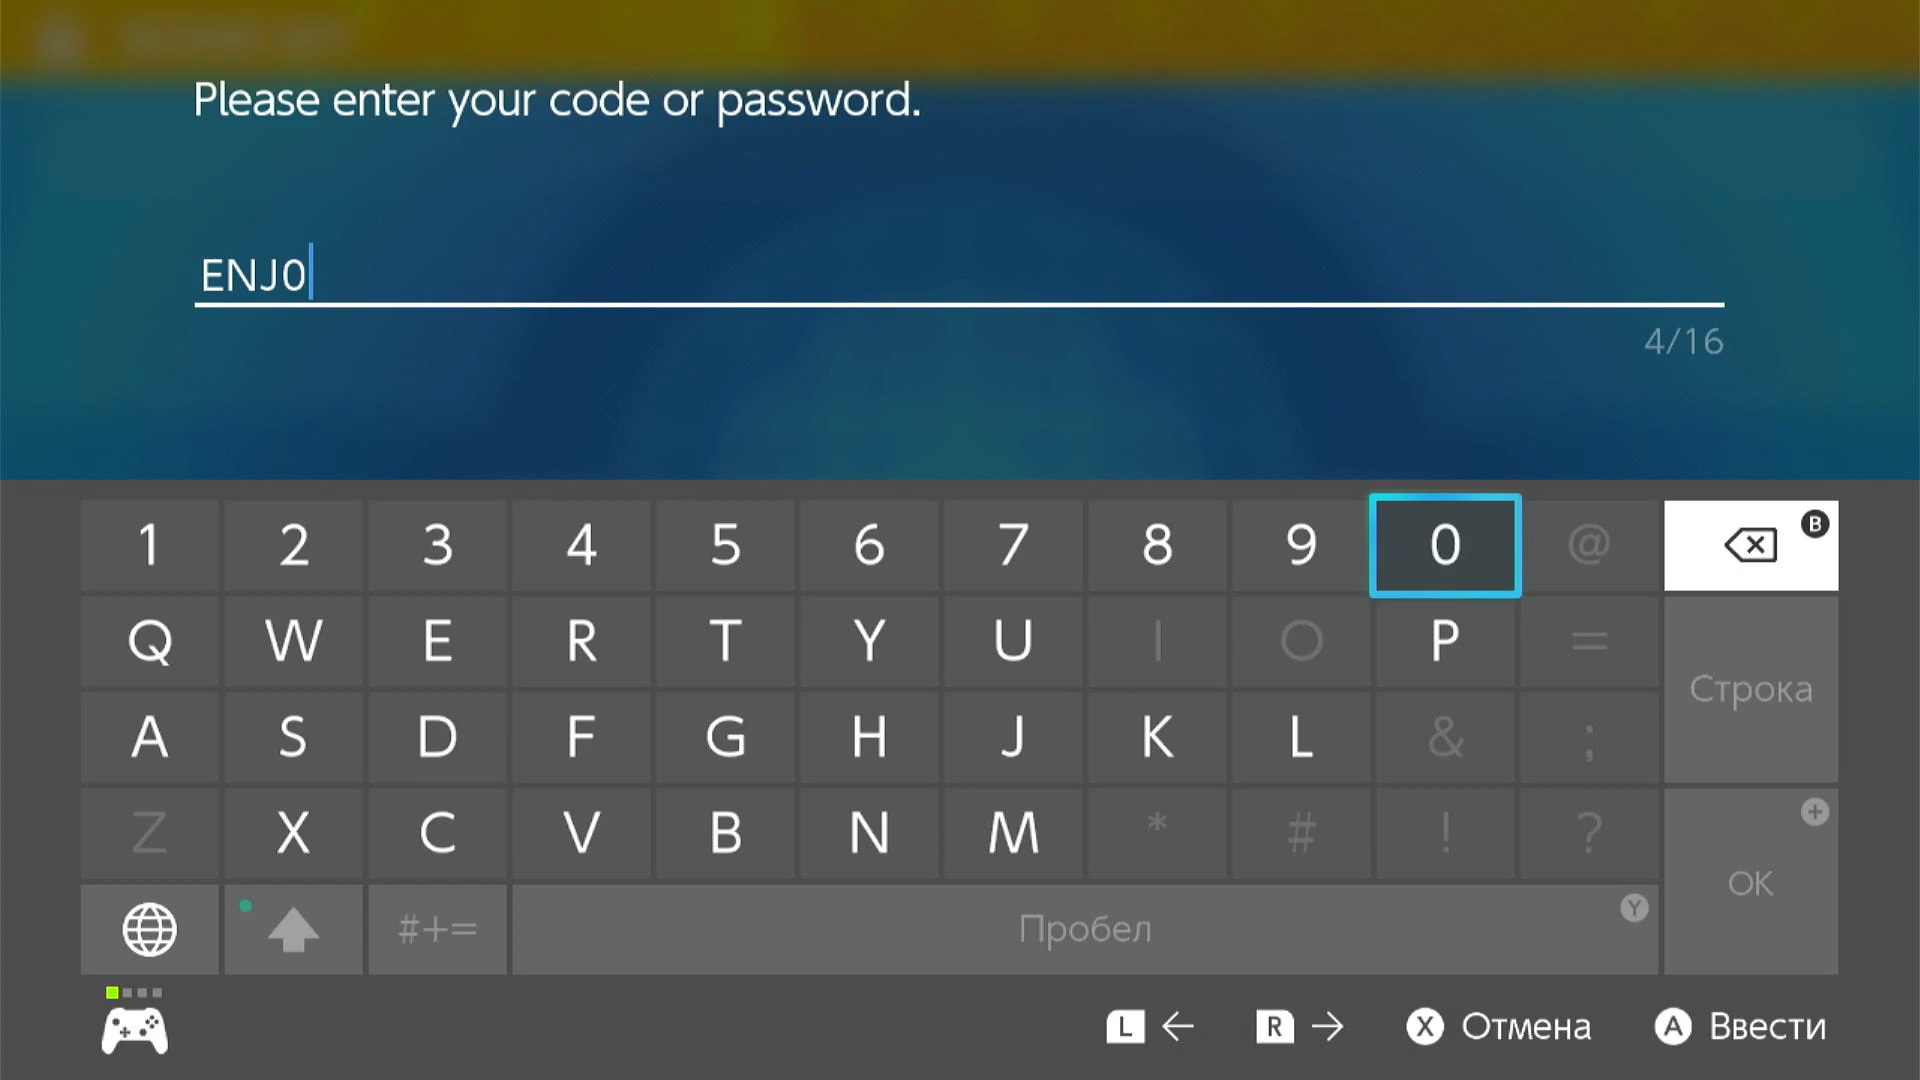 Please enter your code or password.
ENJ0
4/16
1 2 3 4 5 6 7 8 9 0 @ B
Q W E R T Y U I O P =
Строка
A S D F G H J K L & ;
Z X C V B N M * # ! ? +
OK
#+= Пробел Y
L ← R → X Отмена A Ввести